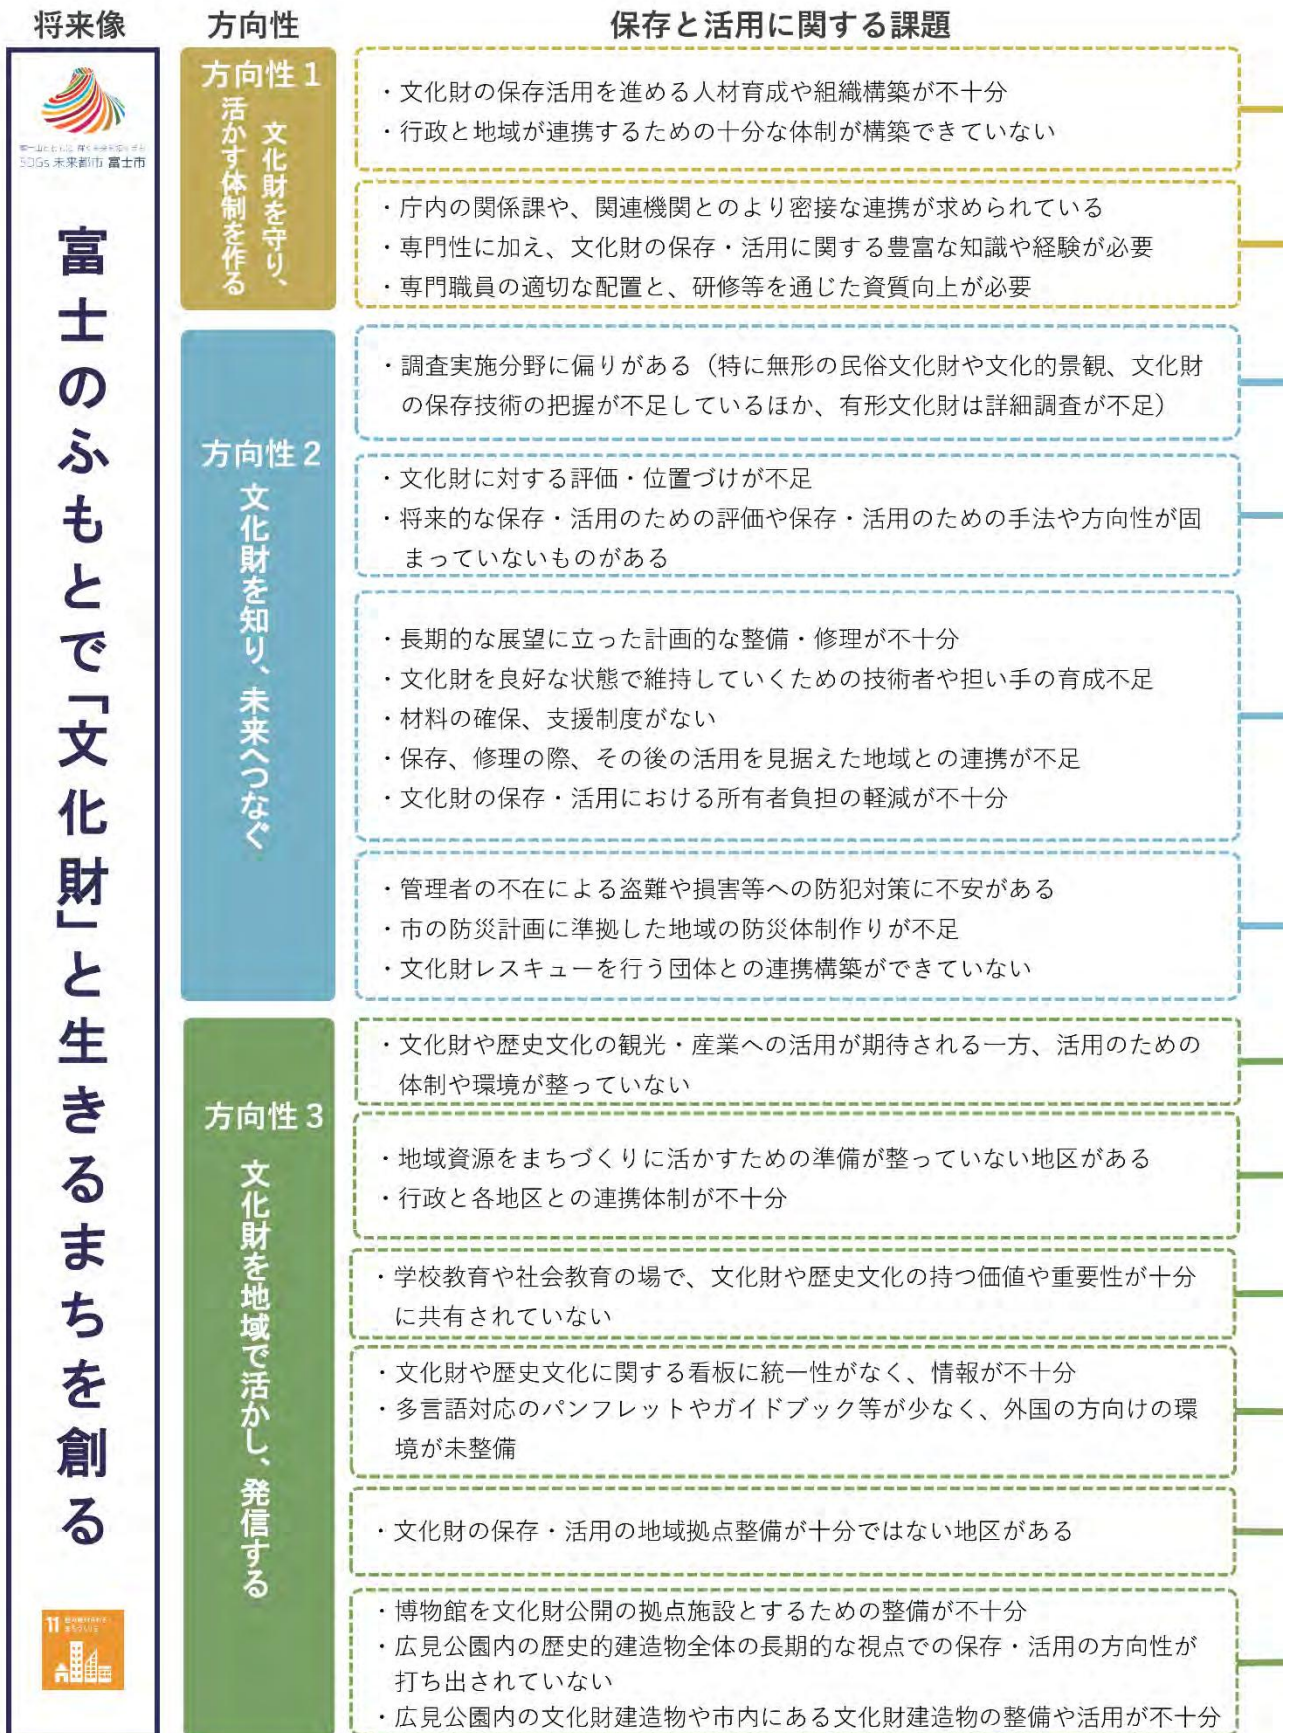 将来像
方向性
保存と活用に関する課題
SDGs 未来都市 富士市
富士のふもとで「文化財」と生きるまちを創る
11
方向性1
文化財を守り、
活かす体制を作る
・文化財の保存活用を進める人材育成や組織構築が不十分
・行政と地域が連携するための十分な体制が構築できていない
・庁内の関係課や、関連機関とのより密接な連携が求められている
・専門性に加え、文化財の保存・活用に関する豊富な知識や経験が必要
・専門職員の適切な配置と、研修等を通じた資質向上が必要
方向性2
文化財を知り、未来へつなぐ
・調査実施分野に偏りがある（特に無形の民俗文化財や文化的景観、文化財
の保存技術の把握が不足しているほか、有形文化財は詳細調査が不足）
・文化財に対する評価・位置づけが不足
・将来的な保存・活用のための評価や保存・活用のための手法や方向性が固
まっていないものがある
・長期的な展望に立った計画的な整備・修理が不十分
・文化財を良好な状態で維持していくための技術者や担い手の育成不足
・材料の確保、支援制度がない
・保存、修理の際、その後の活用を見据えた地域との連携が不足
・文化財の保存・活用における所有者負担の軽減が不十分
・管理者の不在による盗難や損害等への防犯対策に不安がある
・市の防災計画に準拠した地域の防災体制作りが不足
・文化財レスキューを行う団体との連携構築ができていない
方向性3
文化財を地域で活かし、発信する
・文化財や歴史文化の観光・産業への活用が期待される一方、活用のための
体制や環境が整っていない
・地域資源をまちづくりに活かすための準備が整っていない地区がある
・行政と各地区との連携体制が不十分
・学校教育や社会教育の場で、文化財や歴史文化の持つ価値や重要性が十分
に共有されていない
・文化財や歴史文化に関する看板に統一性がなく、情報が不十分
・多言語対応のパンフレットやガイドブック等が少なく、外国の方向けの環
境が未整備
・文化財の保存・活用の地域拠点整備が十分ではない地区がある
・博物館を文化財公開の拠点施設とするための整備が不十分
・広見公園内の歴史的建造物全体の長期的な視点での保存・活用の方向性が
打ち出されていない
・広見公園内の文化財建造物や市内にある文化財建造物の整備や活用が不十分